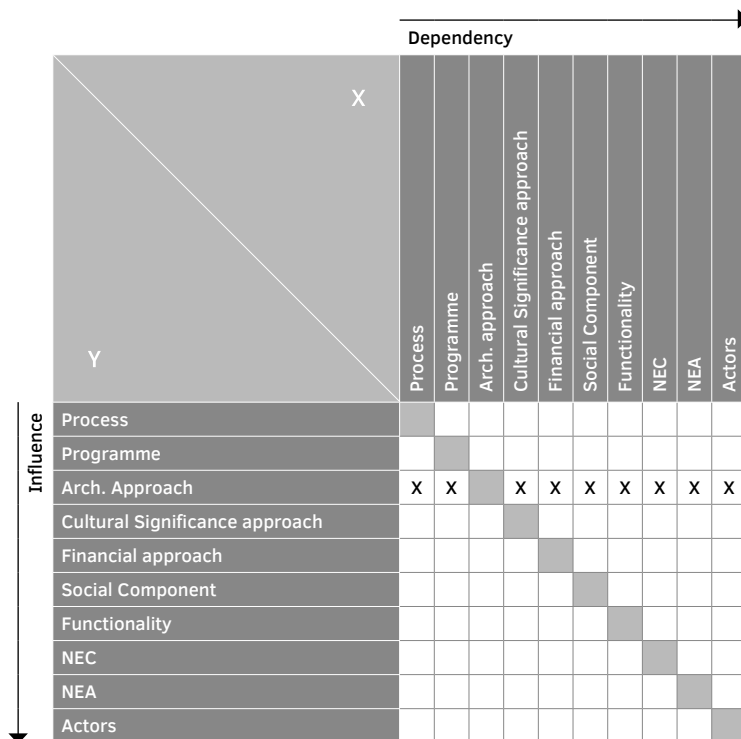 Dependency
X
Y
Process
Programme
Arch. approach
Cultural Significance approach
Financial approach
Social Component
Functionality
NEC
NEA
Actors
Influence
Process
Programme
Arch. Approach X X X X X X X X X
Cultural Significance approach
Financial approach
Social Component
Functionality
NEC
NEA
Actors